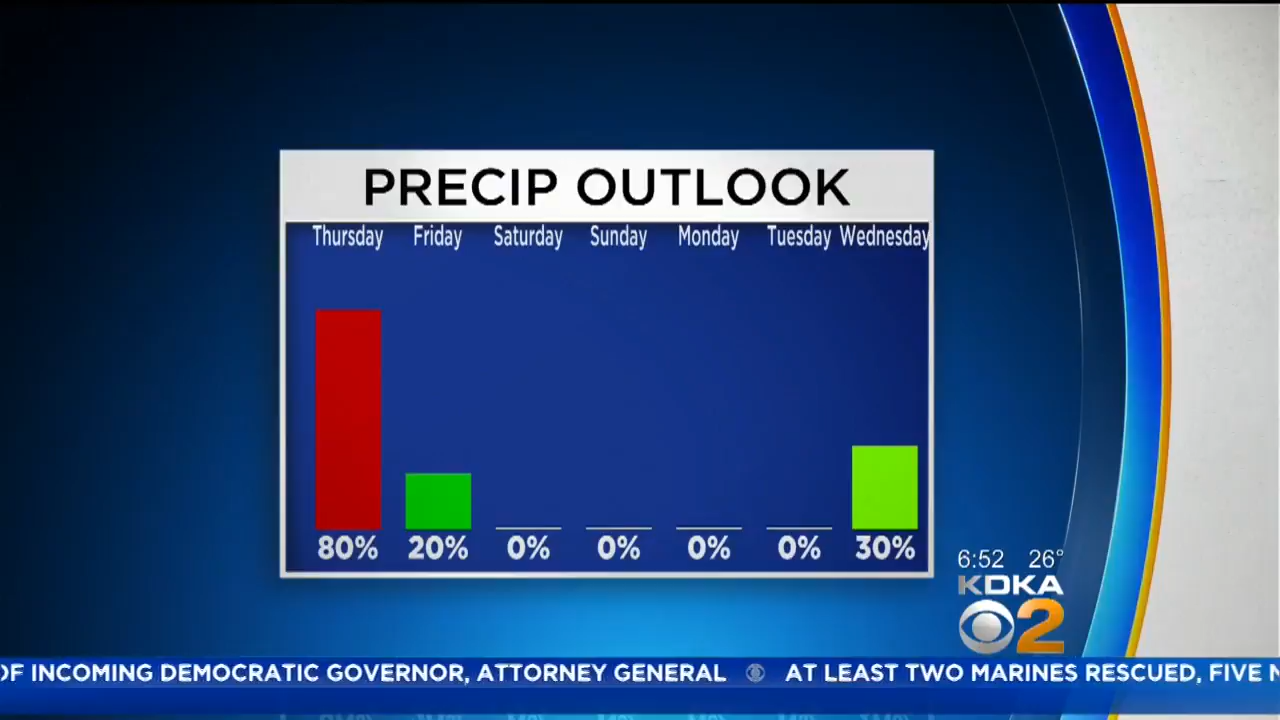 PRECIP OUTLOOK
Thursday Friday Saturday Sunday Monday Tuesday Wednesday
80% 20% 0% 0% 0% 0% 30%
6:52 26°
KDKA
2
OF INCOMING DEMOCRATIC GOVERNOR, ATTORNEY GENERAL AT LEAST TWO MARINES RESCUED, FIVE